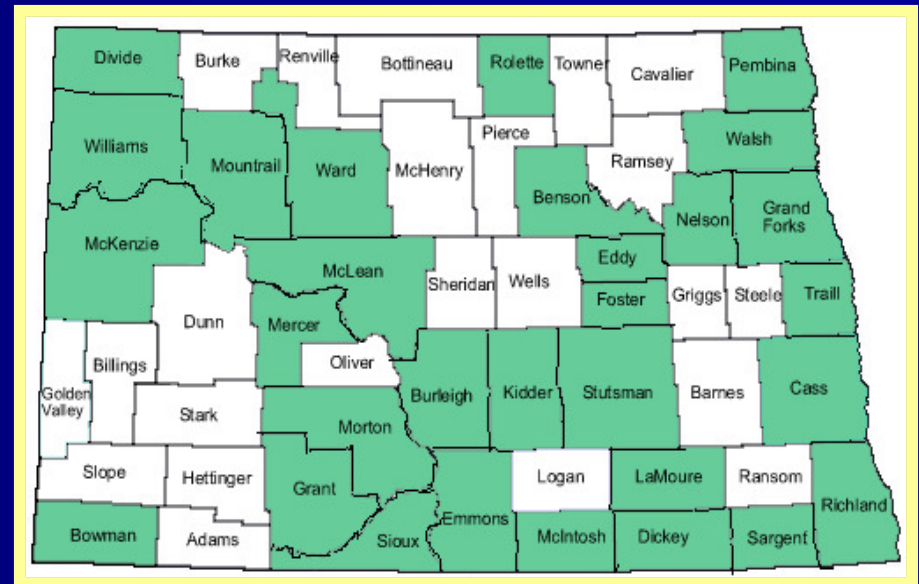 Divide
Burke
Renville
Bottineau
Rolette
Towner
Cavalier
Pembina
Williams
Mountrail
Ward
McHenry
Pierce
Benson
Ramsey
Walsh
Nelson
Grand
Forks
McKenzie
McLean
Sheridan
Wells
Eddy
Foster
Griggs
Steele
Traill
Dunn
Mercer
Oliver
Golden
Valley
Billings
Stark
Morton
Burleigh
Kidder
Stutsman
Barnes
Cass
Slope
Hettinger
Grant
Emmons
Logan
LaMoure
Ransom
Richland
Bowman
Adams
Sioux
McIntosh
Dickey
Sargent